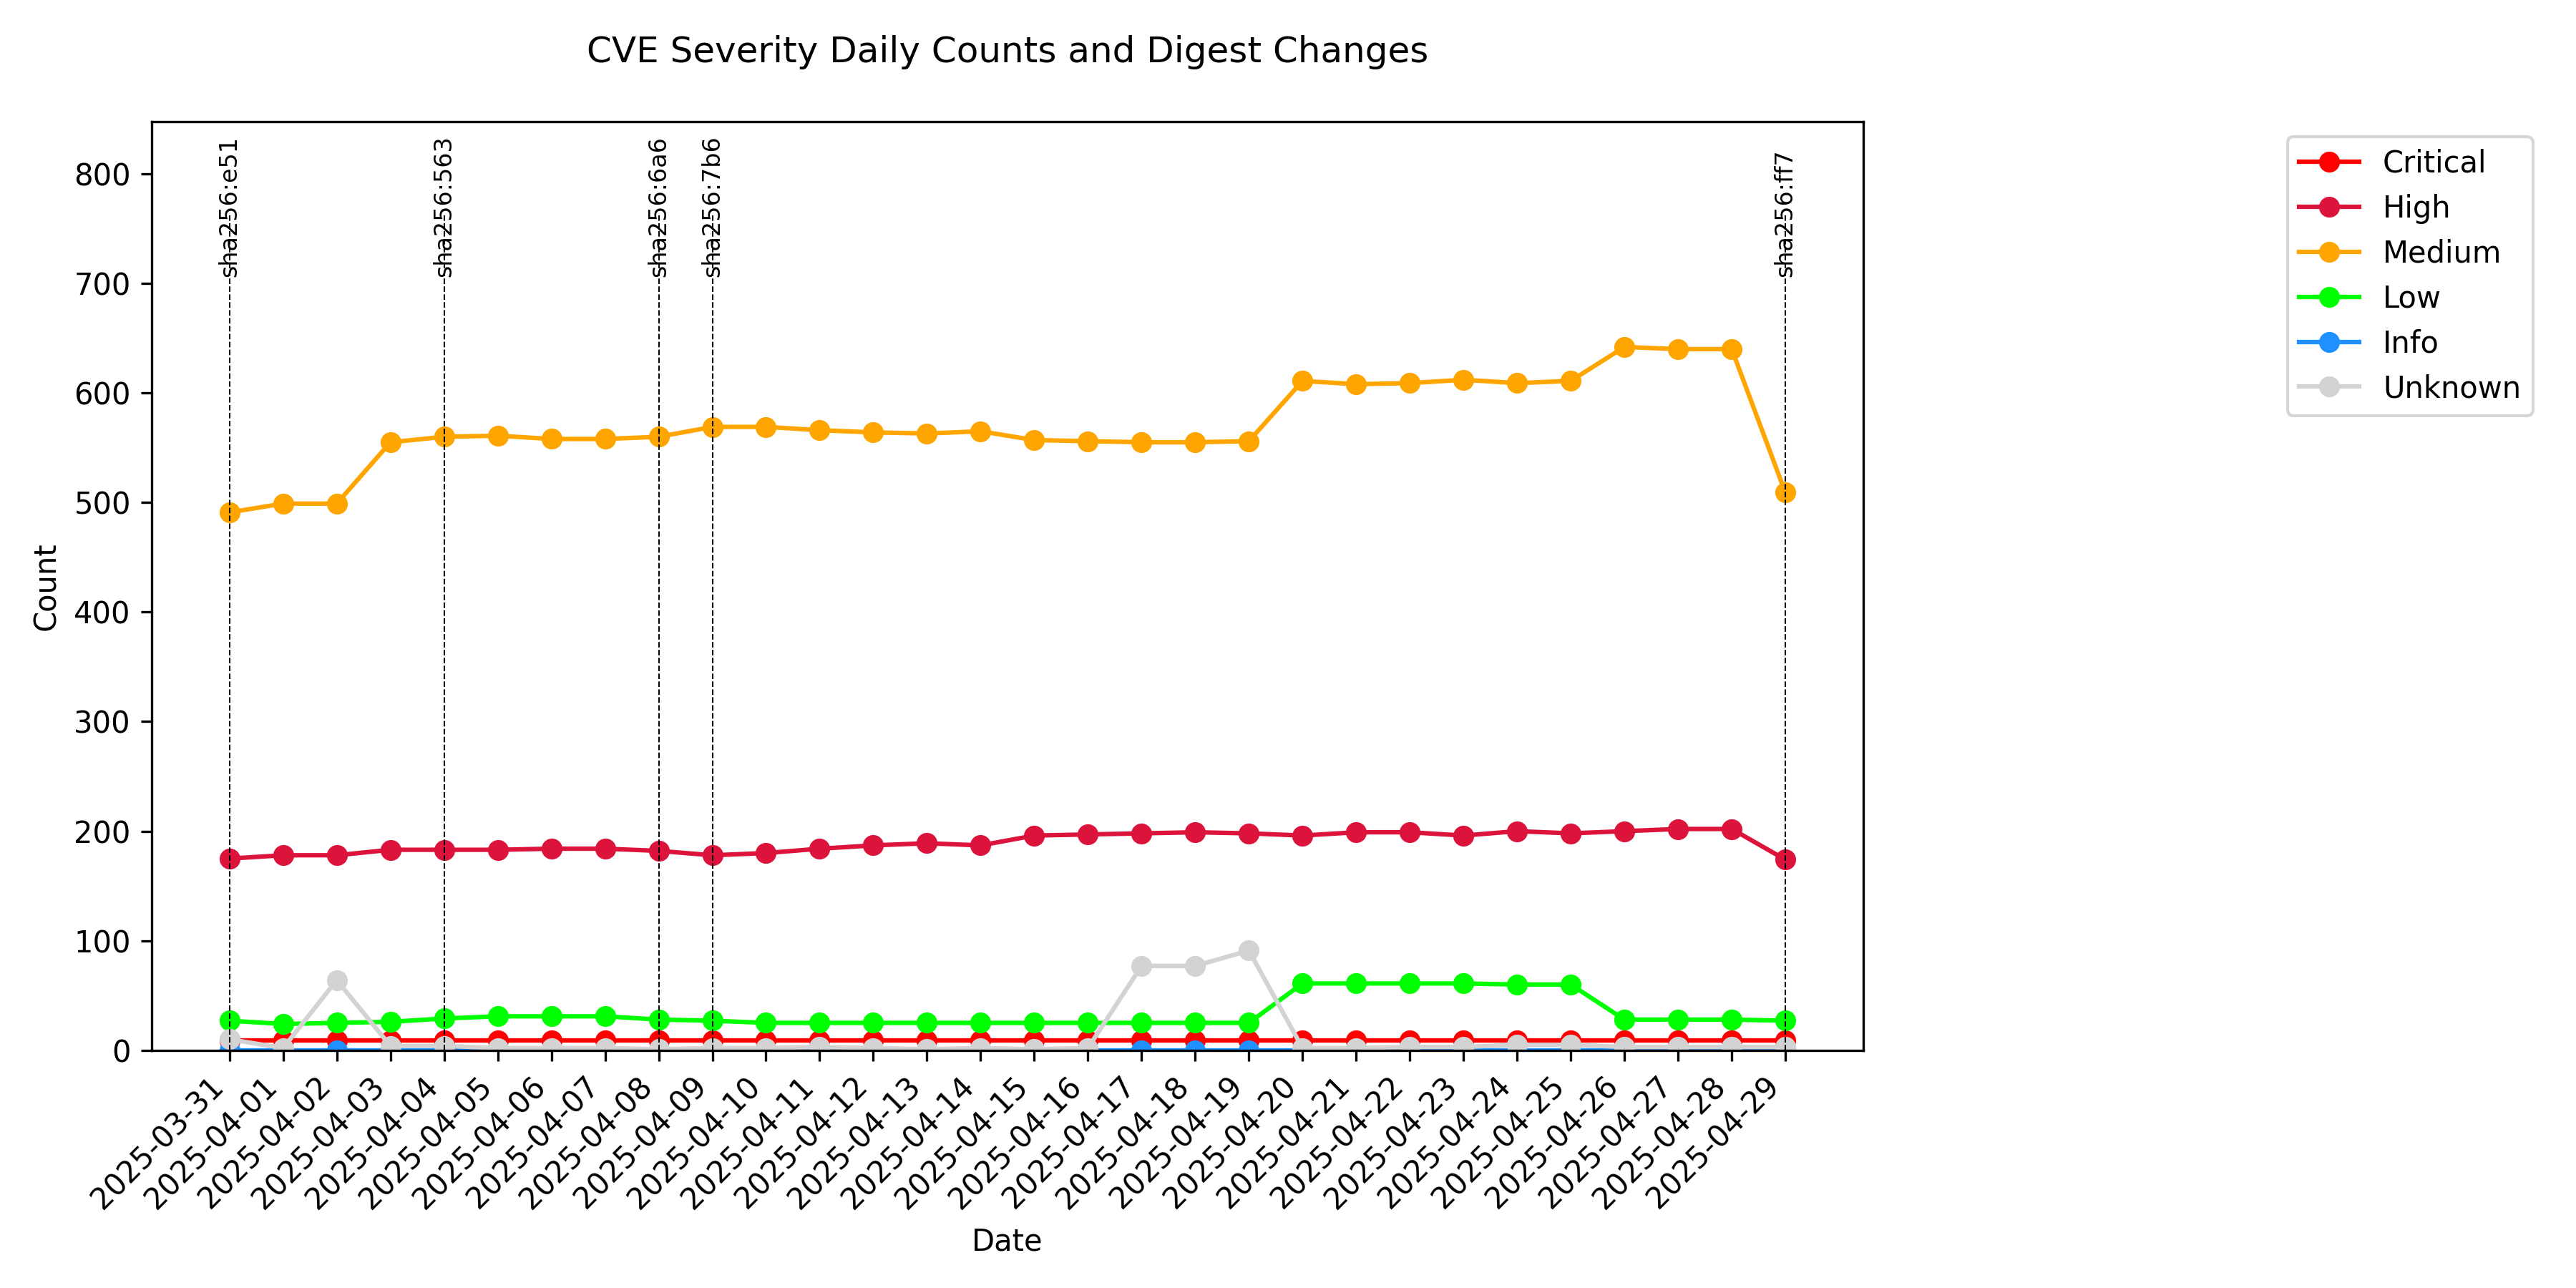 CVE Severity Daily Counts and Digest Changes
sha256:e51
sha256:563
sha256:6a6
sha256:7b6
sha256:ff7
Critical
High
Medium
Low
Info
Unknown
800
700
600
500
400
300
200
100
0
Count
2025-03-31
2025-04-01
2025-04-02
2025-04-03
2025-04-04
2025-04-05
2025-04-06
2025-04-07
2025-04-08
2025-04-09
2025-04-10
2025-04-11
2025-04-12
2025-04-13
2025-04-14
2025-04-15
2025-04-16
2025-04-17
2025-04-18
2025-04-19
2025-04-20
2025-04-21
2025-04-22
2025-04-23
2025-04-24
2025-04-25
2025-04-26
2025-04-27
2025-04-28
2025-04-29
Date